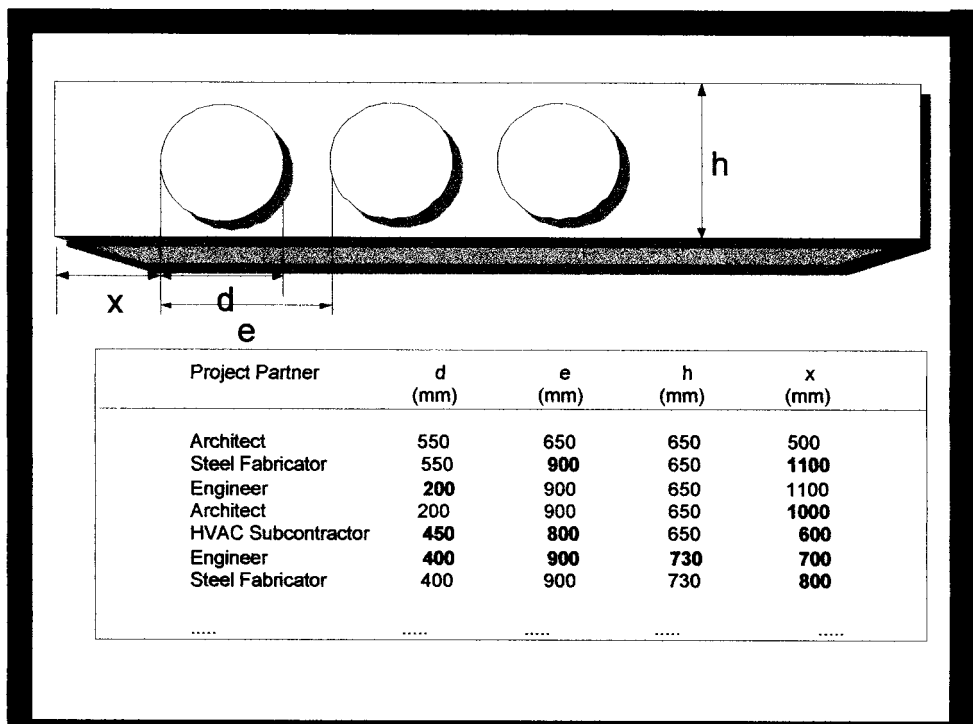 h
d
x
e
Project Partner d e h x
(mm) (mm) (mm) (mm)
Architect 550 650 650 500
Steel Fabricator 550 900 650 1100
Engineer 200 900 650 1100
Architect 200 900 650 1000
HVAC Subcontractor 450 800 650 600
Engineer 400 900 730 700
Steel Fabricator 400 900 730 800
..... ..... ..... ..... .....